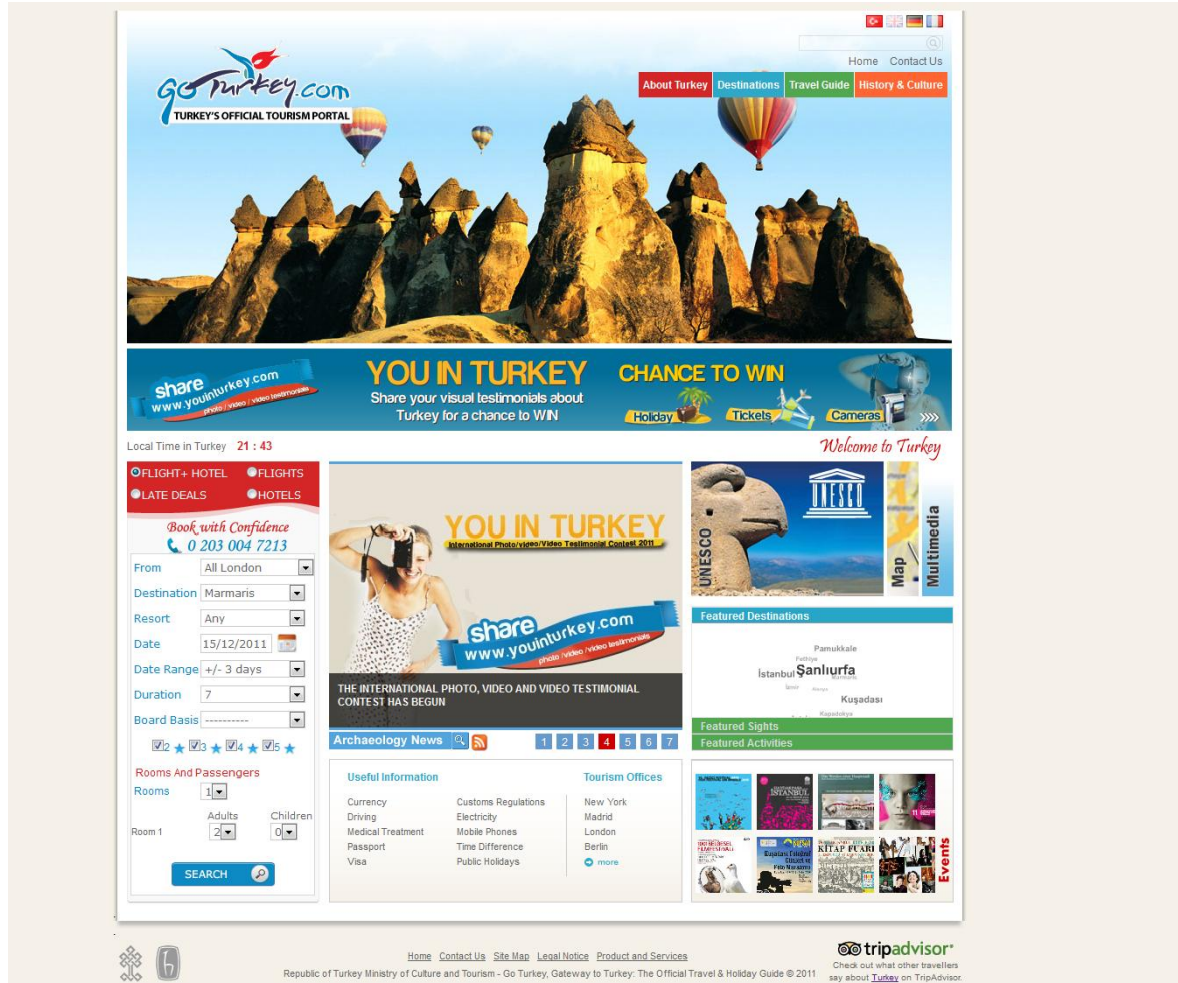 Home Contact Us
GO Turkey.com
TURKEY'S OFFICIAL TOURISM PORTAL
About Turkey Destinations Travel Guide History & Culture
share
www.youinturkey.com
photo / video / video testimonials
YOU IN TURKEY
Share your visual testimonials about
Turkey for a chance to WIN
CHANCE TO WIN
Holiday Tickets Cameras
Local Time in Turkey 21 : 43
Welcome to Turkey
FLIGHT+ HOTEL FLIGHTS
LATE DEALS HOTELS
Book with Confidence
0 203 004 7213
From All London
Destination Marmaris
Resort Any
Date 15/12/2011
Date Range +/- 3 days
Duration 7
Board Basis ----------
2 3 4 5
Rooms And Passengers
Rooms 1
Adults Children
Room 1 2 0
SEARCH
YOU IN TURKEY
International Photo/video/Video Testimonial Contest 2011
share
www.youinturkey.com
photo /video /video testimonials
THE INTERNATIONAL PHOTO, VIDEO AND VIDEO TESTIMONIAL
CONTEST HAS BEGUN
Archaeology News 1 2 3 4 5 6 7
Useful Information
Currency Customs Regulations
Driving Electricity
Medical Treatment Mobile Phones
Passport Time Difference
Visa Public Holidays
Tourism Offices
New York
Madrid
London
Berlin
more
UNESCO
UNESCO
Map
Multimedia
Featured Destinations
Pamukkale
Fethiye
İstanbul Şanlıurfa
Marmaris
İzmir
Kuşadası
Kapadokya
Featured Sights
Featured Activities
İSTANBUL
KİTAP FUARI
Events
Home Contact Us Site Map Legal Notice Product and Services
Republic of Turkey Ministry of Culture and Tourism - Go Turkey, Gateway to Turkey: The Official Travel & Holiday Guide © 2011
tripadvisor
Check out what other travellers
say about Turkey on TripAdvisor.